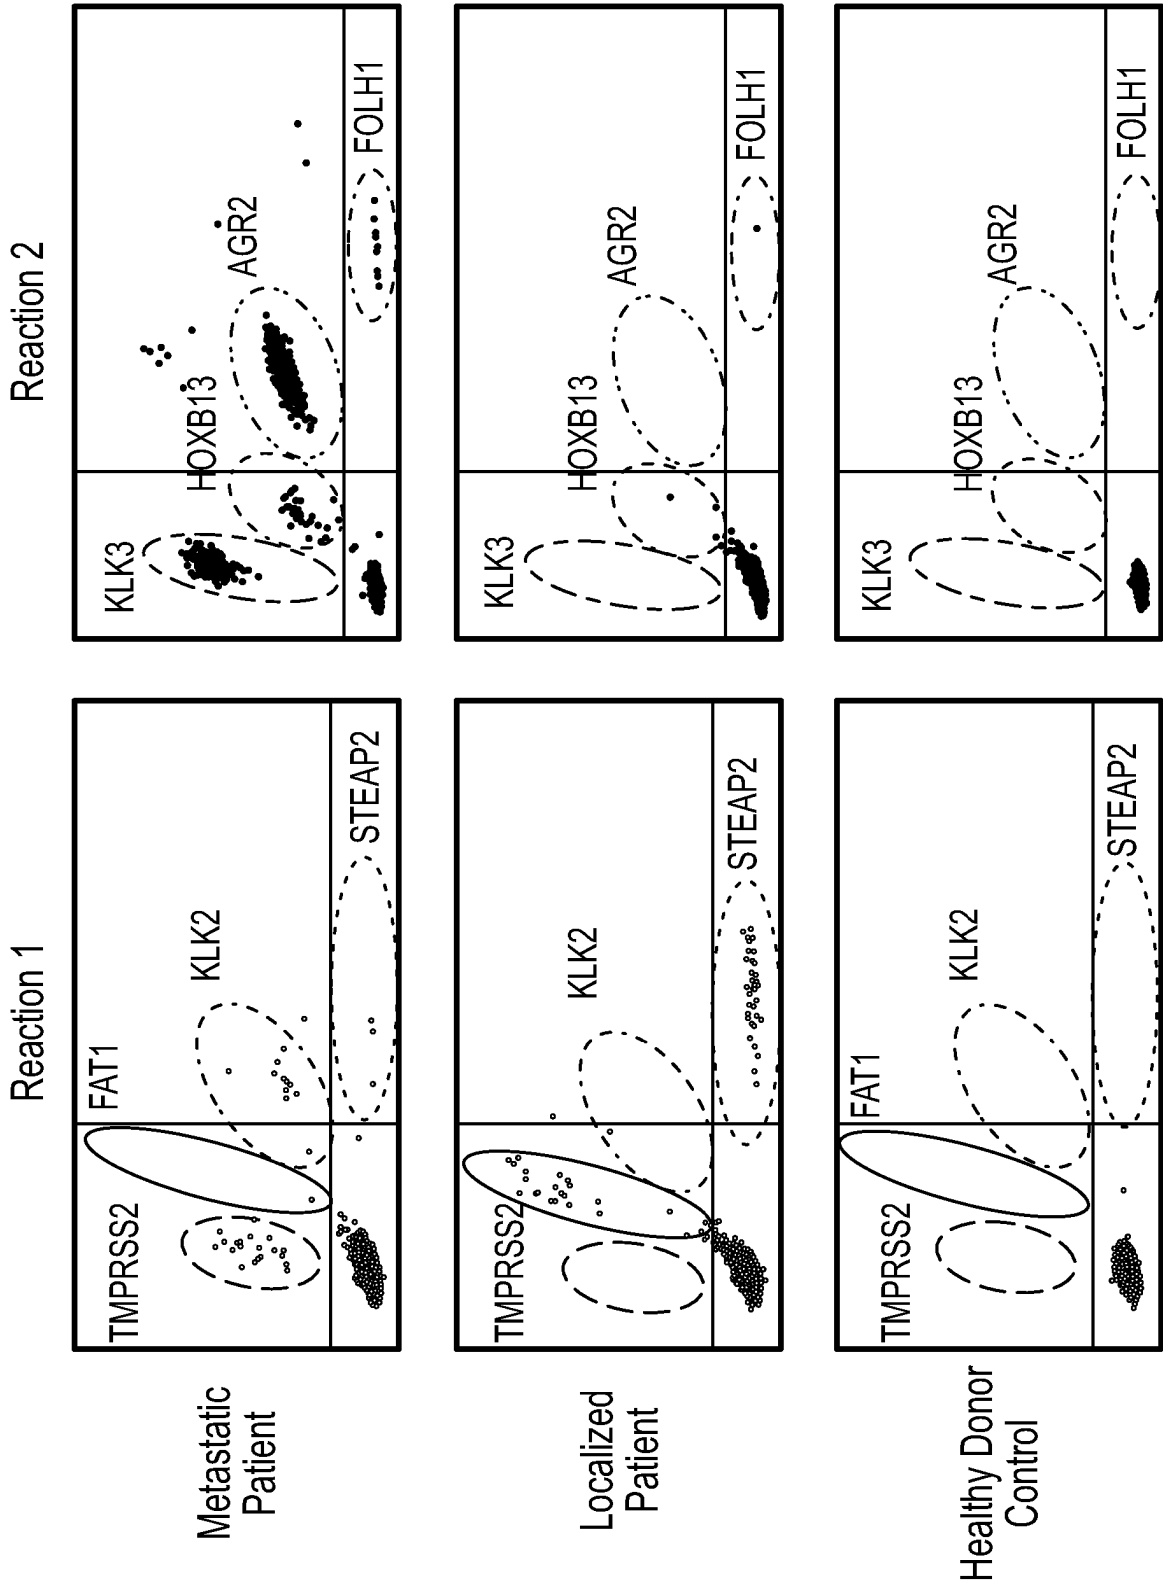 Reaction 1
Reaction 2
Metastatic
Patient
TMPRSS2
FAT1
KLK2
STEAP2
KLK3
HOXB13
AGR2
FOLH1
Localized
Patient
TMPRSS2
KLK2
STEAP2
KLK3
HOXB13
AGR2
FOLH1
Healthy Donor
Control
TMPRSS2
FAT1
KLK2
STEAP2
KLK3
HOXB13
AGR2
FOLH1